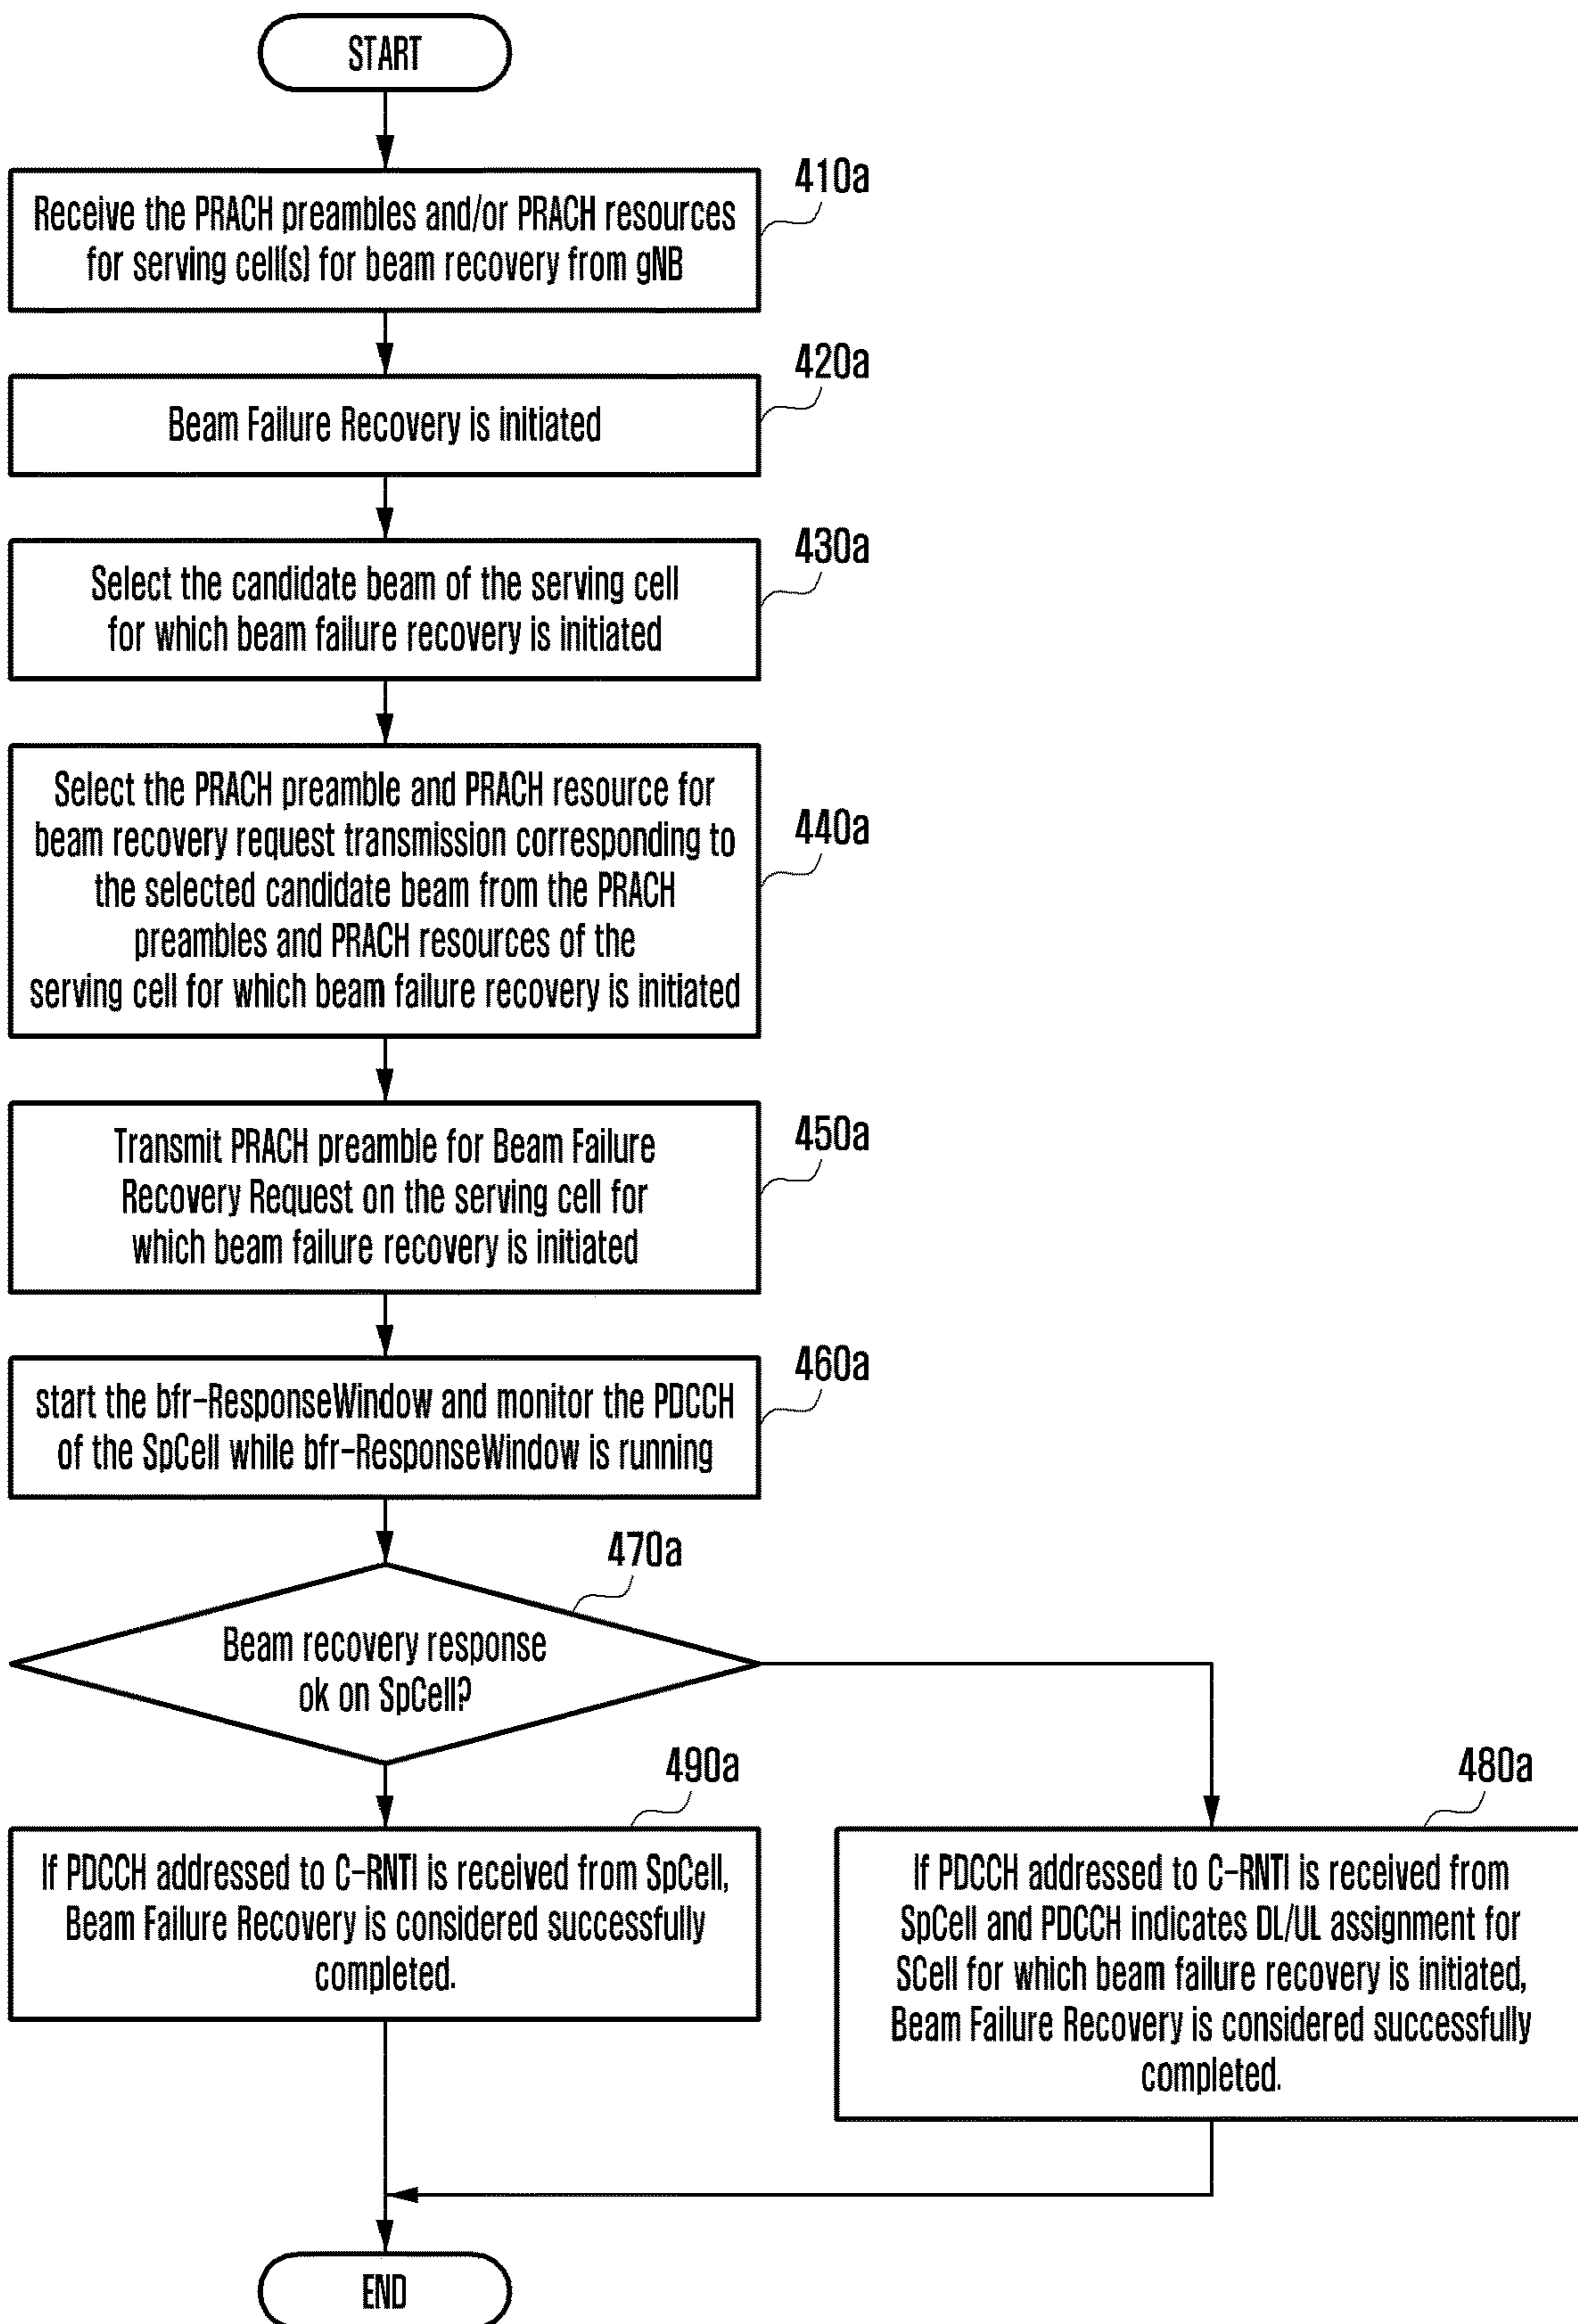 START
410a
Receive the PRACH preambles and/or PRACH resources
for serving cell(s) for beam recovery from gNB
420a
Beam Failure Recovery is initiated
430a
Select the candidate beam of the serving cell
for which beam failure recovery is initiated
440a
Select the PRACH preamble and PRACH resource for
beam recovery request transmission corresponding to
the selected candidate beam from the PRACH
preambles and PRACH resources of the
serving cell for which beam failure recovery is initiated
450a
Transmit PRACH preamble for Beam Failure
Recovery Request on the serving cell for
which beam failure recovery is initiated
460a
start the bfr-ResponseWindow and monitor the PDCCH
of the SpCell while bfr-ResponseWindow is running
470a
Beam recovery response
ok on SpCell?
490a
If PDCCH addressed to C-RNTI is received from SpCell,
Beam Failure Recovery is considered successfully
completed.
480a
If PDCCH addressed to C-RNTI is received from
SpCell and PDCCH indicates DL/UL assignment for
SCell for which beam failure recovery is initiated,
Beam Failure Recovery is considered successfully
completed.
END